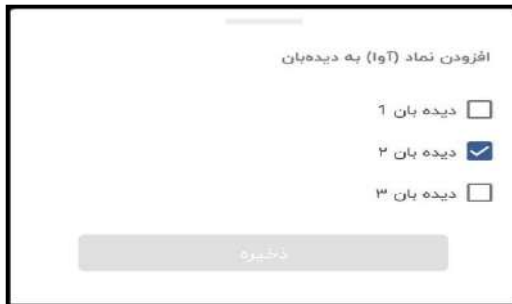 افزودن نماد (آوا) به دیده‌بان
دیده بان 1
دیده بان ۲
دیده بان ۳
ذخیره